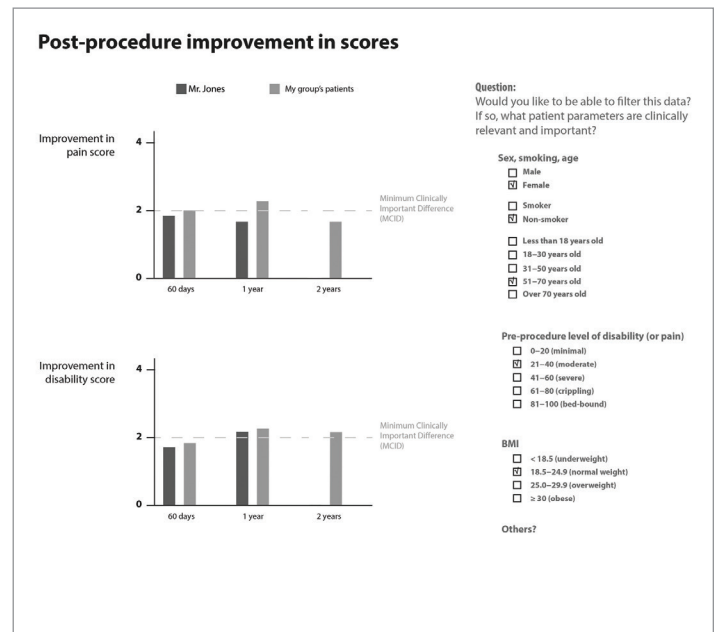 Post-procedure improvement in scores
Mr. Jones
My group's patients
Improvement in
pain score
4
2
0
Minimum Clinically
Important Difference
(MCID)
60 days
1 year
2 years
Improvement in
disability score
4
2
0
Minimum Clinically
Important Difference
(MCID)
60 days
1 year
2 years
Question:
Would you like to be able to filter this data?
If so, what patient parameters are clinically
relevant and important?
Sex, smoking, age
Male
Female
Smoker
Non-smoker
Less than 18 years old
18–30 years old
31–50 years old
51–70 years old
Over 70 years old
Pre-procedure level of disability (or pain)
0–20 (minimal)
21–40 (moderate)
41–60 (severe)
61–80 (crippling)
81–100 (bed-bound)
BMI
< 18.5 (underweight)
18.5–24.9 (normal weight)
25.0–29.9 (overweight)
≥ 30 (obese)
Others?